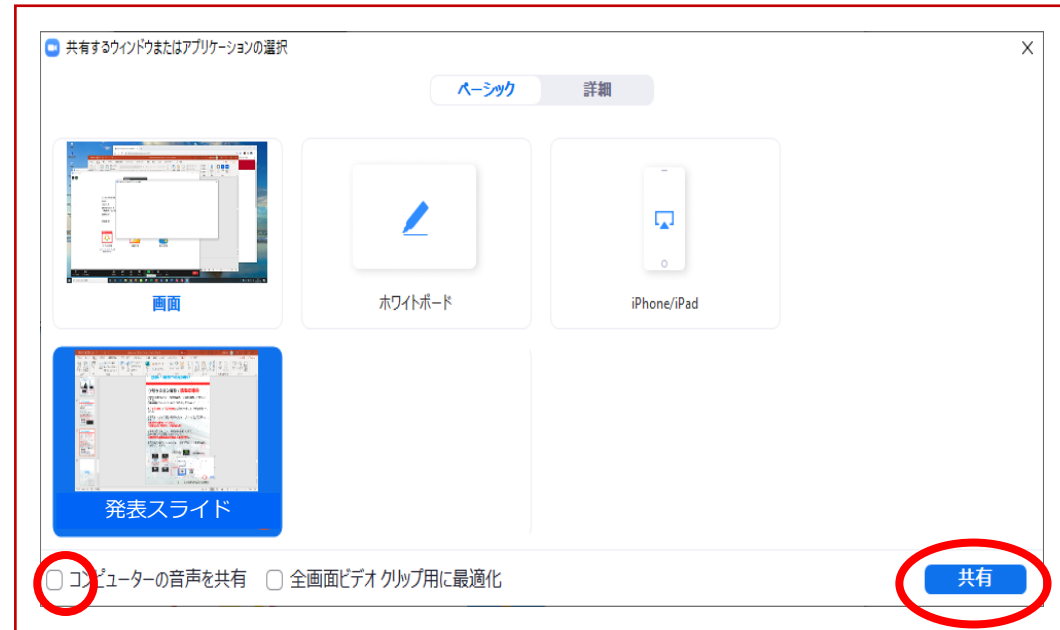 共有するウィンドウまたはアプリケーションの選択
X
ベーシック
詳細
画面
ホワイトボード
iPhone/iPad
発表スライド
コンピューターの音声を共有
全画面ビデオ クリップ用に最適化
共有